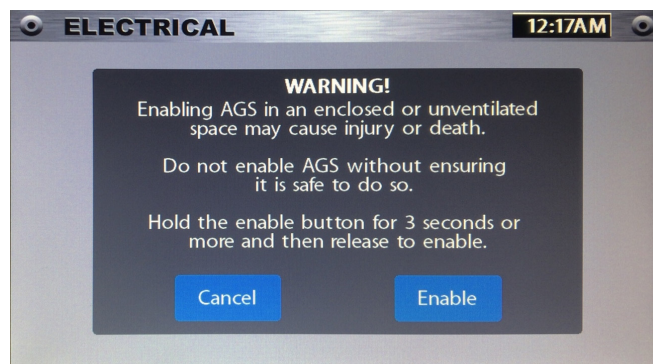 ELECTRICAL
12:17AM
WARNING!
Enabling AGS in an enclosed or unventilated
space may cause injury or death.
Do not enable AGS without ensuring
it is safe to do so.
Hold the enable button for 3 seconds or
more and then release to enable.
Cancel
Enable